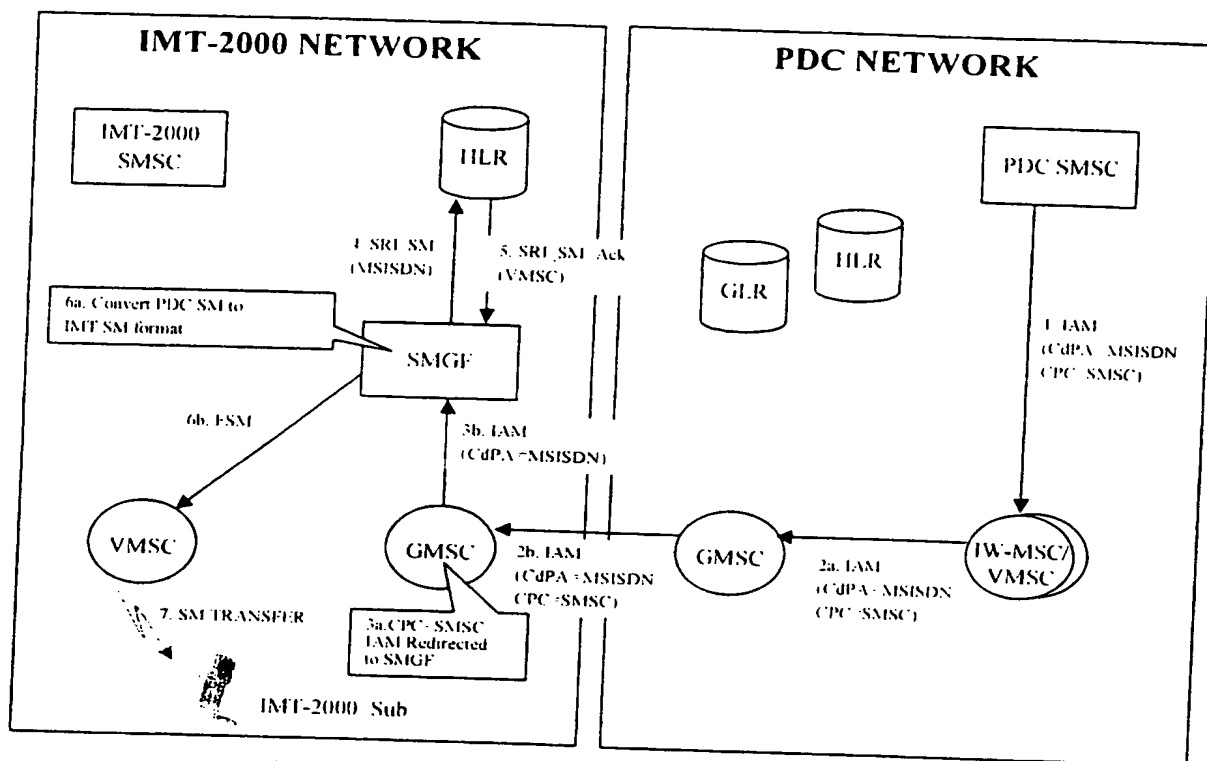 IMT-2000 NETWORK
PDC NETWORK
IMT-2000
SMSC
HLR
PDC SMSC
HLR
GLR
4. SRI_SM
(MSISDN)
5. SRI_SM_Ack
(VMSC)
6a. Convert PDC SM to
IMT SM format
SMGF
1. IAM
(CdPA=MSISDN
CPC=SMSC)
6b. FSM
3b. IAM
(CdPA=MSISDN)
VMSC
GMSC
GMSC
IW-MSC/
VMSC
2b. IAM
(CdPA=MSISDN
CPC=SMSC)
2a. IAM
(CdPA=MSISDN
CPC=SMSC)
7. SM TRANSFER
3a.CPC=SMSC
IAM Redirected
to SMGF
IMT-2000 Sub